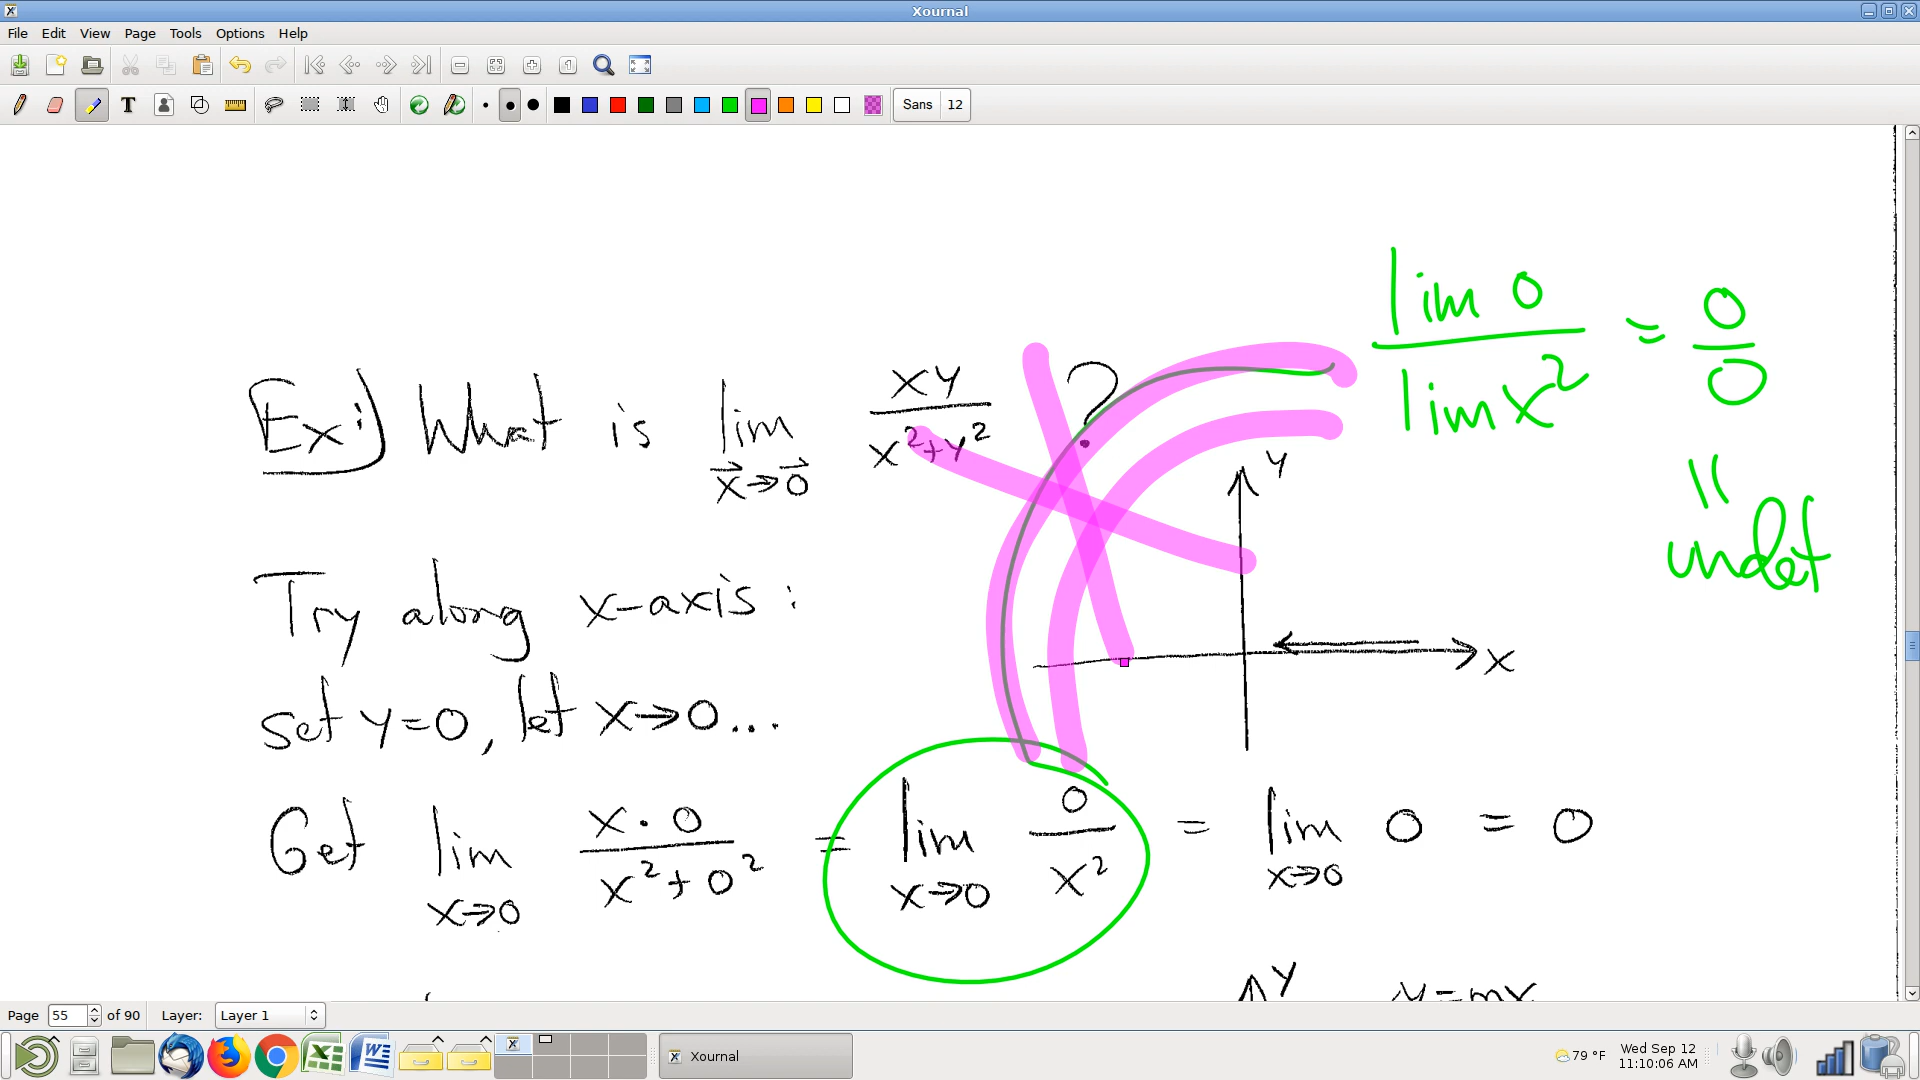 Xournal
File Edit View Page Tools Options Help
Sans 12
lim 0 / lim x² = 0/0
=
undet
Ex: What is lim x⃗→0⃗ xy / x²+y² ?
y
Try along x-axis:
x
set y=0, let x→0...
Get lim x→0 x·0 / x²+0² = lim x→0 0 / x² = lim x→0 0 = 0
y y=mx
Page 55 of 90 Layer: Layer 1
Xournal
79 °F
Wed Sep 12
11:10:06 AM